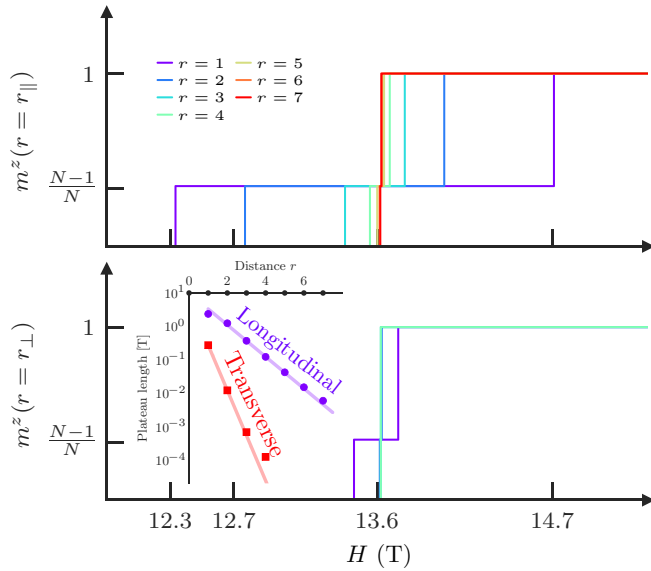 1
N−1
N
m^z(r = r_∥)
r = 1
r = 2
r = 3
r = 4
r = 5
r = 6
r = 7
1
N−1
N
m^z(r = r_⊥)
Distance r
0 2 4 6
10^1
10^0
10^−1
10^−2
10^−3
10^−4
Plateau length [T]
Longitudinal
Transverse
12.3 12.7 13.6 14.7
H (T)